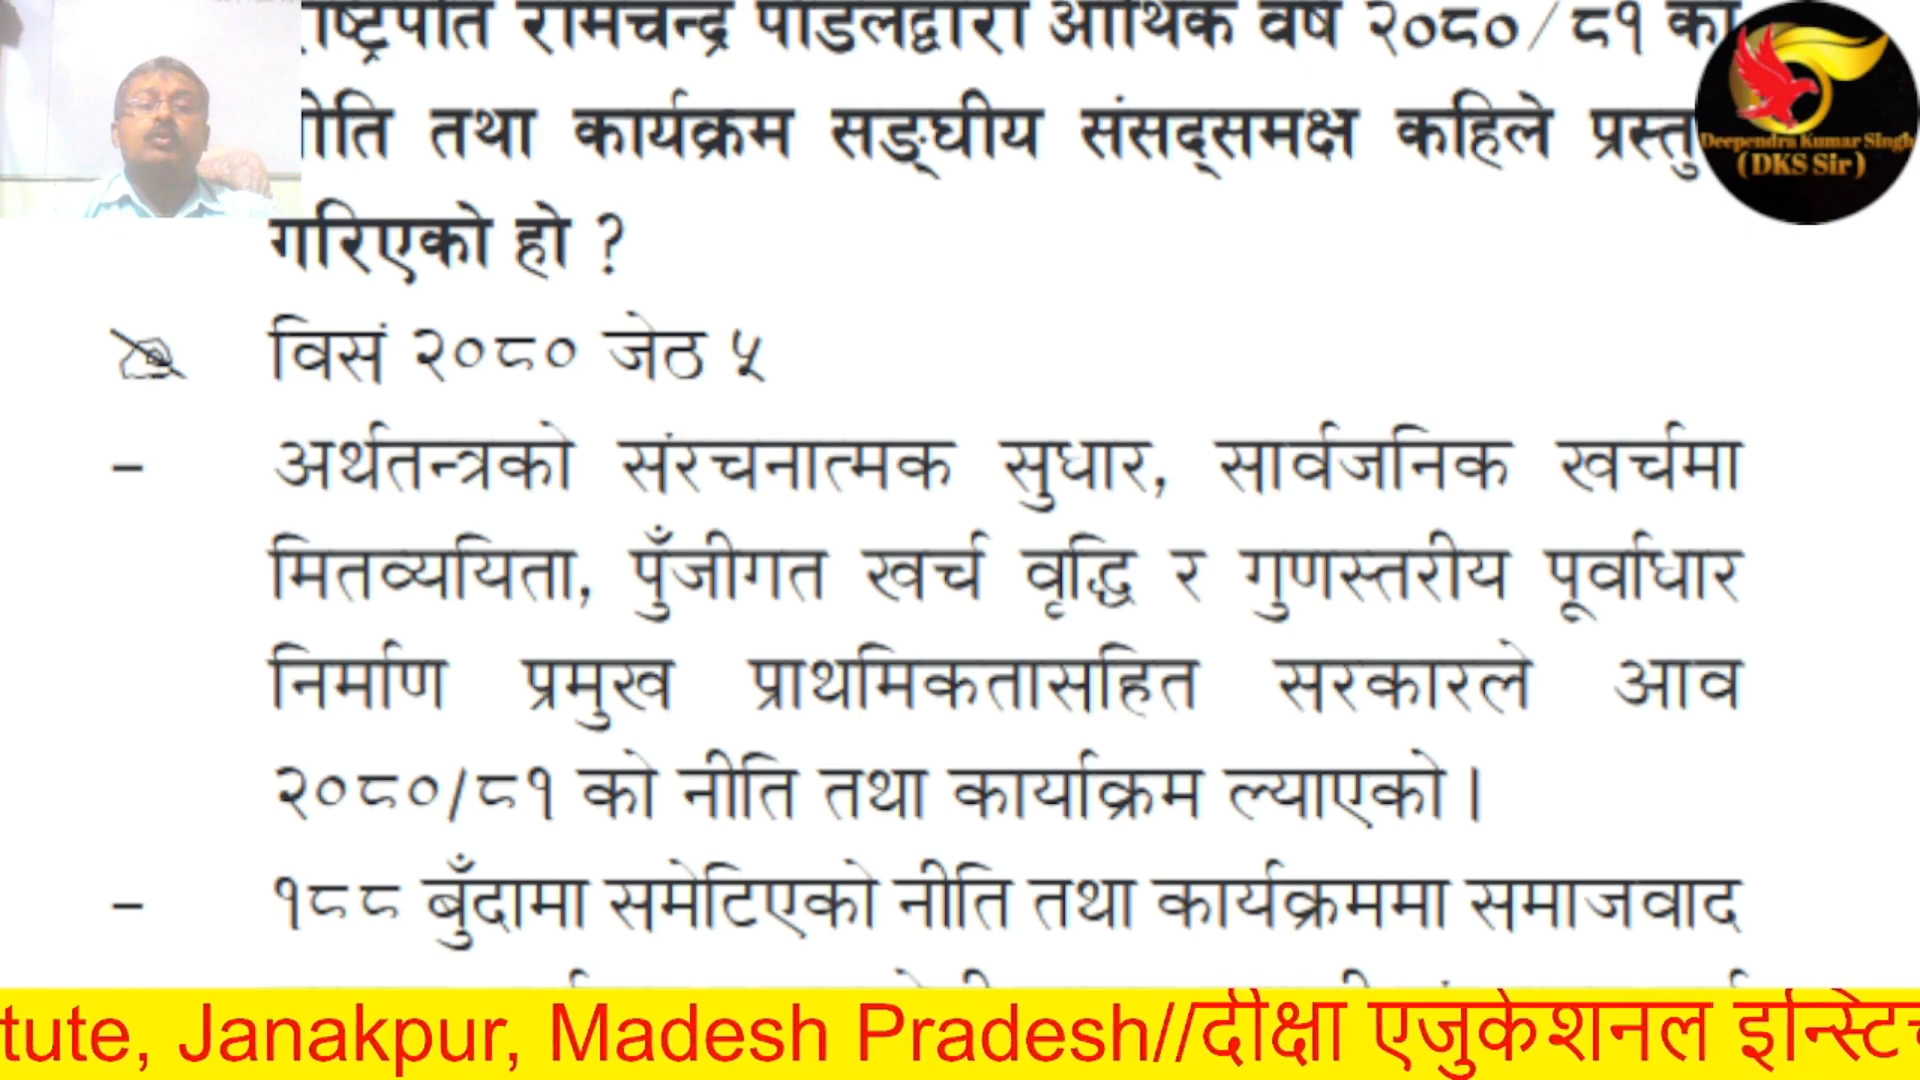 राष्ट्रपति रामचन्द्र पौडेलद्वारा आर्थिक वर्ष २०८०/८१ को
नीति तथा कार्यक्रम सङ्घीय संसद्समक्ष कहिले प्रस्तु
गरिएको हो ?
विसं २०८० जेठ ५
- अर्थतन्त्रको संरचनात्मक सुधार, सार्वजनिक खर्चमा
मितव्ययिता, पुँजीगत खर्च वृद्धि र गुणस्तरीय पूर्वाधार
निर्माण प्रमुख प्राथमिकतासहित सरकारले आव
२०८०/८१ को नीति तथा कार्याक्रम ल्याएको ।
- १८८ बुँदामा समेटिएको नीति तथा कार्यक्रममा समाजवाद
Deependra Kumar Singh
(DKS Sir)
tute, Janakpur, Madesh Pradesh//दीक्षा एजुकेशनल